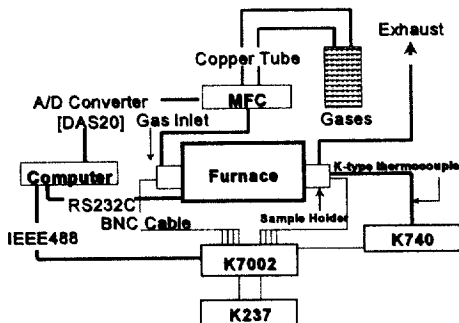 Exhaust
Copper Tube
A/D Converter
MFC
[DAS20]
Gas Inlet
Gases
Computer
Furnace
K-type thermocouple
RS232C
BNC Cable
Sample Holder
IEEE488
K740
K7002
K237